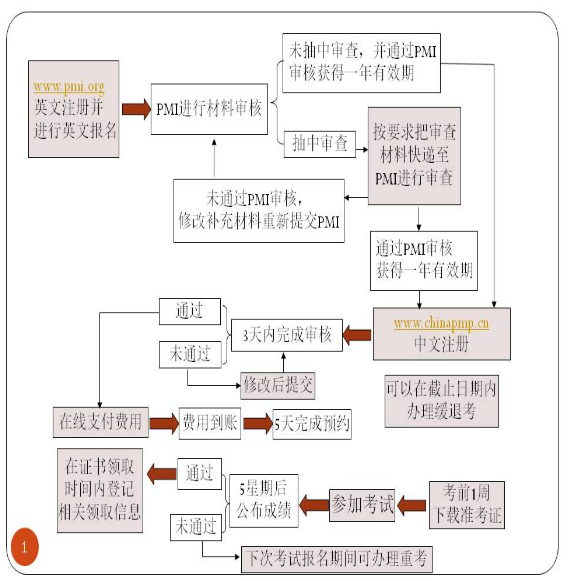 www.pmi.org
英文注册并
进行英文报名
PMI进行材料审核
未抽中审查，并通过PMI
审核获得一年有效期
抽中审查
按要求把审查
材料快递至
PMI进行审查
未通过PMI审核，
修改补充材料重新提交PMI
通过PMI审核
获得一年有效期
www.chinapmp.cn
中文注册
3天内完成审核
通过
未通过
修改后提交
可以在截止日期内
办理缓退考
在线支付费用
费用到账
5天完成预约
考前1周
下载准考证
参加考试
5星期后
公布成绩
通过
未通过
在证书领取
时间内登记
相关领取信息
下次考试报名期间可办理重考
1